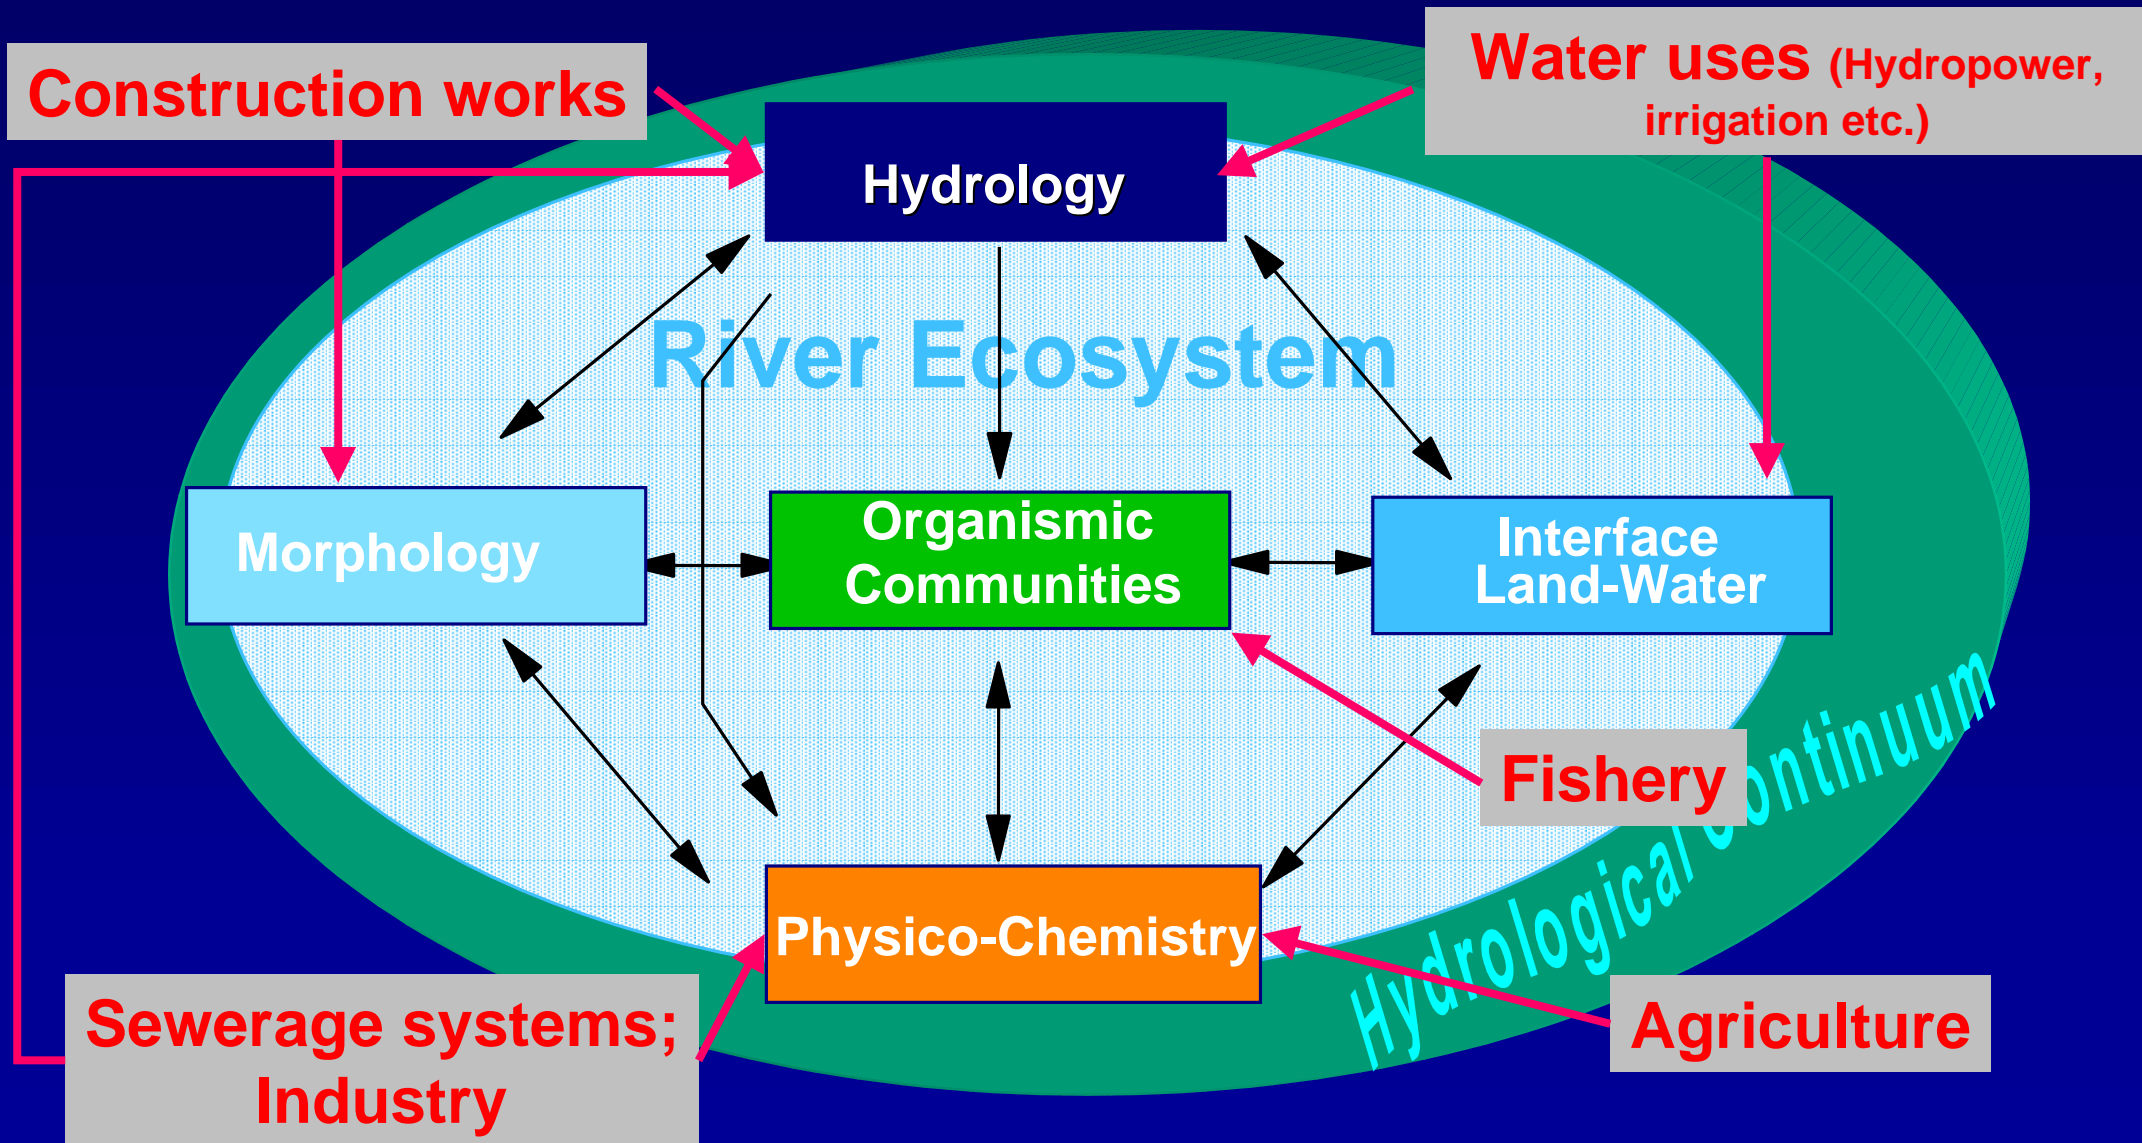 Construction works
Water uses (Hydropower,
irrigation etc.)
Hydrology
River Ecosystem
Morphology
Organismic
Communities
Interface
Land-Water
Fishery
Hydrological Continuum
Physico-Chemistry
Sewerage systems;
Industry
Agriculture